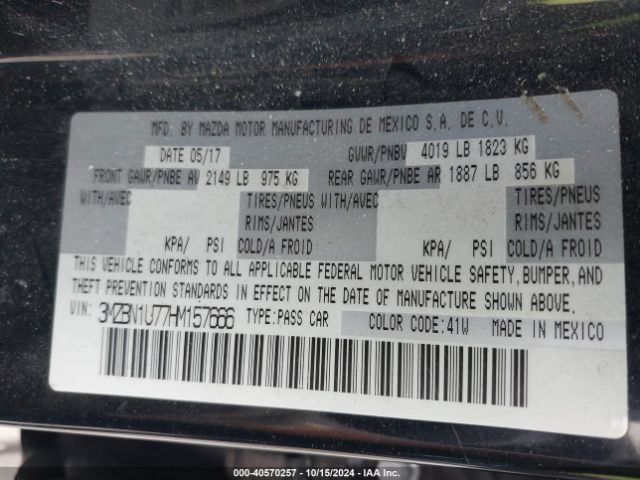 MFD. BY MAZDA MOTOR MANUFACTURING DE MEXICO S.A. DE C.V.
DATE 05/17 GVWR/PNBV 4019 LB 1823 KG
FRONT GAWR/PNBE AV 2149 LB 975 KG REAR GAWR/PNBE AR 1887 LB 856 KG
WITH/AVEC TIRES/PNEUS WITH/AVEC TIRES/PNEUS
RIMS/JANTES RIMS/JANTES
KPA/ PSI COLD/A FROID KPA/ PSI COLD/A FROID
THIS VEHICLE CONFORMS TO ALL APPLICABLE FEDERAL MOTOR VEHICLE SAFETY, BUMPER, AND
THEFT PREVENTION STANDARDS IN EFFECT ON THE DATE OF MANUFACTURE SHOWN ABOVE.
VIN: 3MZBN1U77HM157666 TYPE:PASS CAR COLOR CODE:41W MADE IN MEXICO
000-40570257 - 10/15/2024 - IAA Inc.